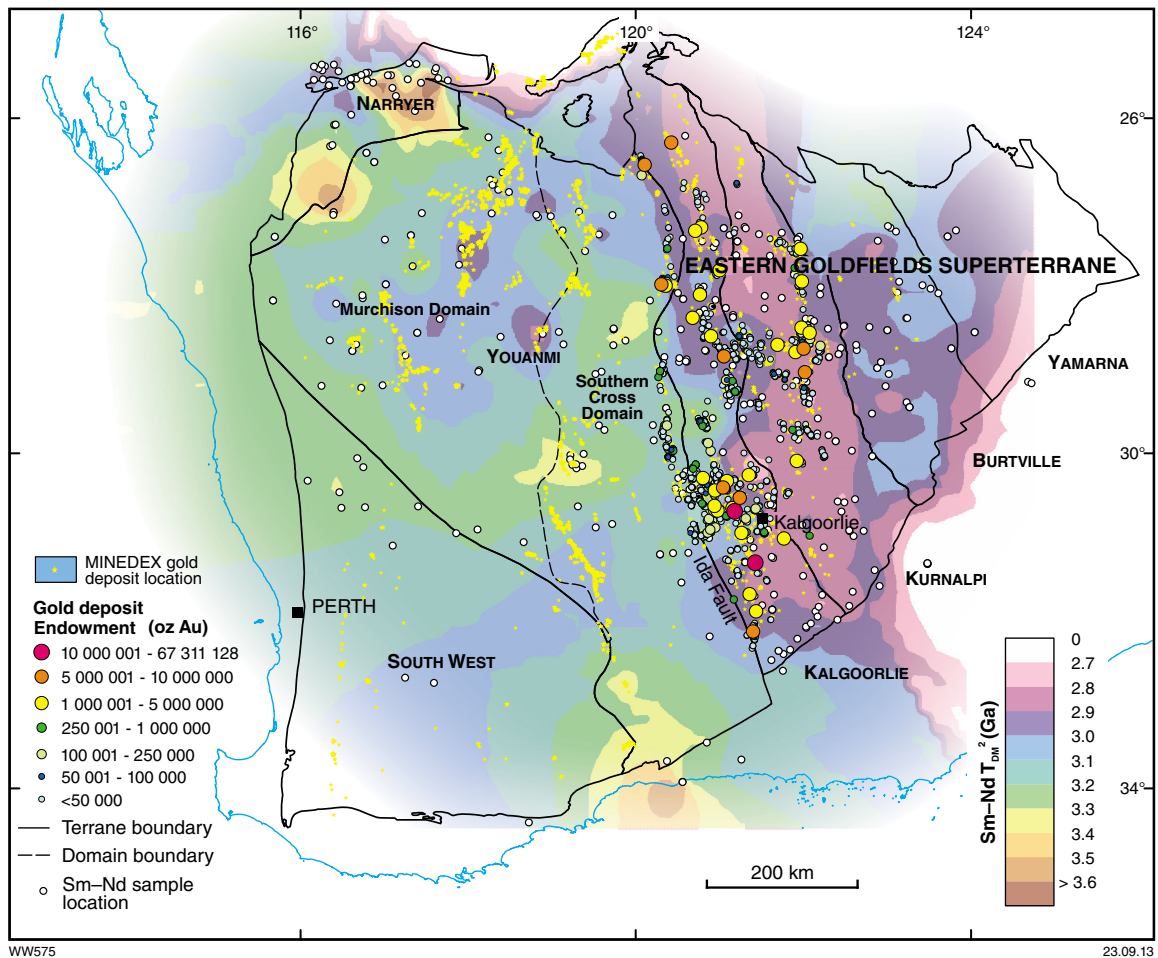 116°
120°
124°
NARRYER
26°
EASTERN GOLDFIELDS SUPERTERRANE
Murchison Domain
YOUANMI
Southern
Cross
Domain
YAMARNA
30°
BURTVILLE
Kalgoorlie
Ida Fault
KURNALPI
MINEDEX gold
deposit location
PERTH
Gold deposit
Endowment (oz Au)
10 000 001 - 67 311 128
5 000 001 - 10 000 000
1 000 001 - 5 000 000
250 001 - 1 000 000
100 001 - 250 000
50 001 - 100 000
<50 000
Terrane boundary
Domain boundary
Sm–Nd sample
location
SOUTH WEST
KALGOORLIE
34°
200 km
Sm–Nd TDM² (Ga)
0
2.7
2.8
2.9
3.0
3.1
3.2
3.3
3.4
3.5
> 3.6
WW575
23.09.13